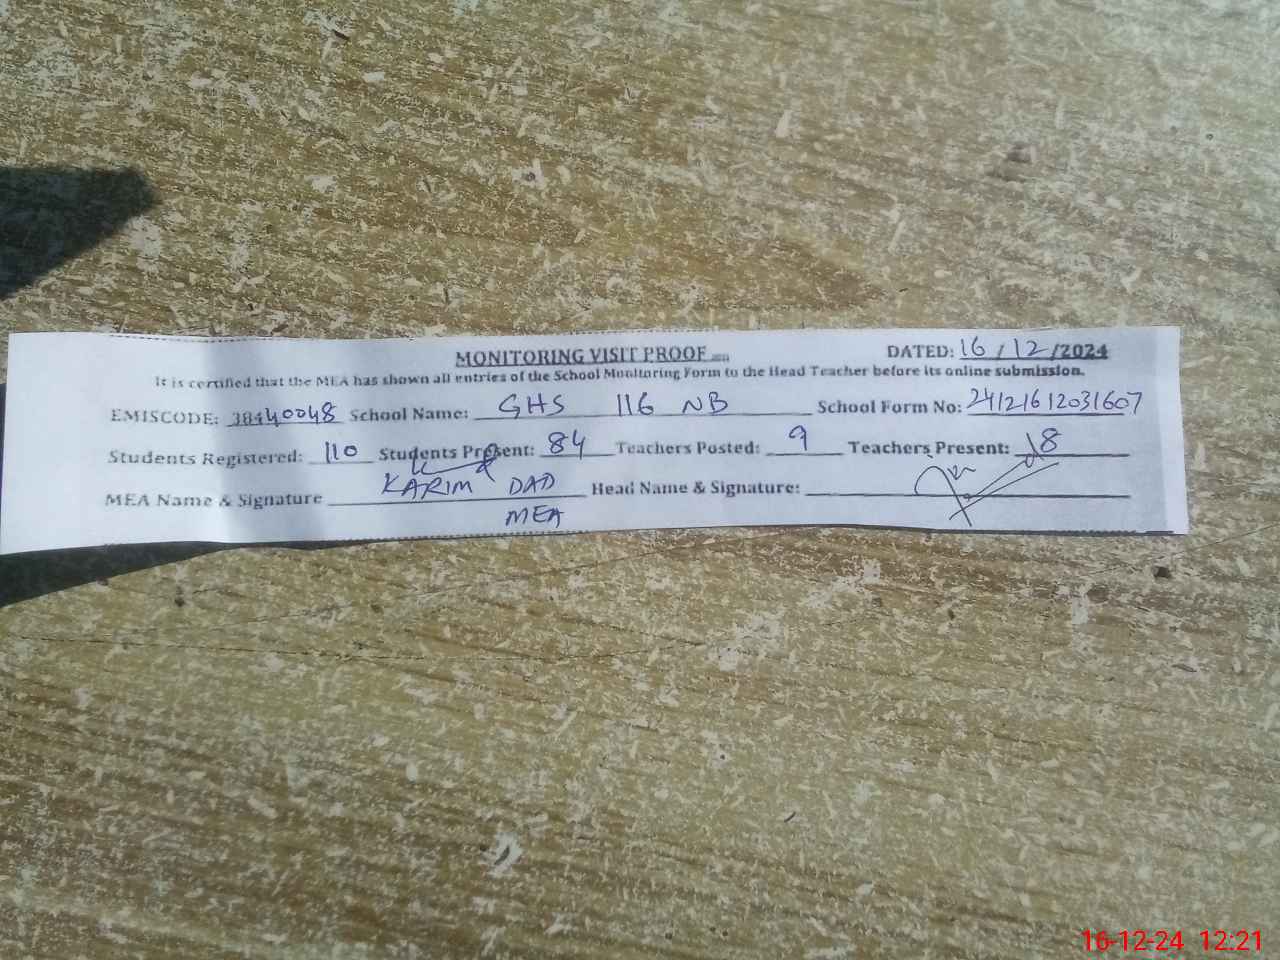 MONITORING VISIT PROOF DATED: 16/12/2024
It is certified that the MEA has shown all entries of the School Monitoring Form to the Head Teacher before its online submission.
EMISCODE: 38440048 School Name: GHS 116 NB School Form No: 24121612031607
Students Registered: 110 Students Present: 84 Teachers Posted: 9 Teachers Present: 8
MEA Name & Signature KARIM DAD Head Name & Signature:
MEA
16-12-24 12:21